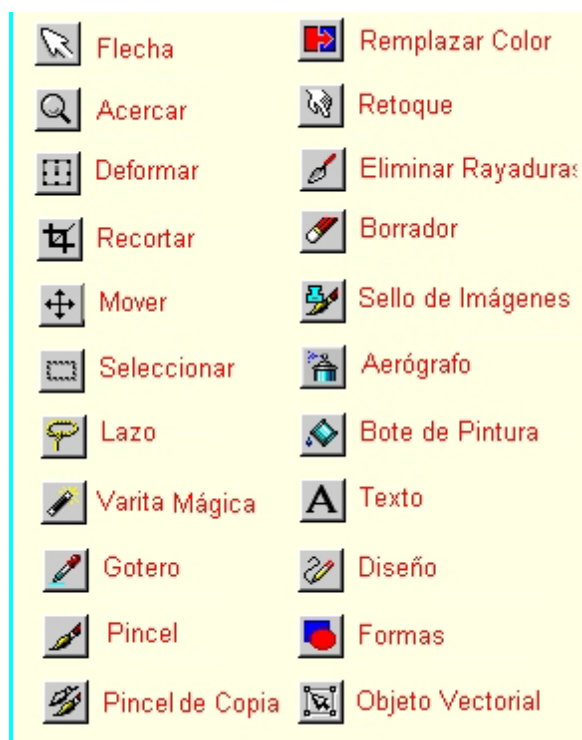 Flecha
Acercar
Deformar
Recortar
Mover
Seleccionar
Lazo
Varita Mágica
Gotero
Pincel
Pincel de Copia
Remplazar Color
Retoque
Eliminar Rayaduras
Borrador
Sello de Imágenes
Aerógrafo
Bote de Pintura
A Texto
Diseño
Formas
Objeto Vectorial